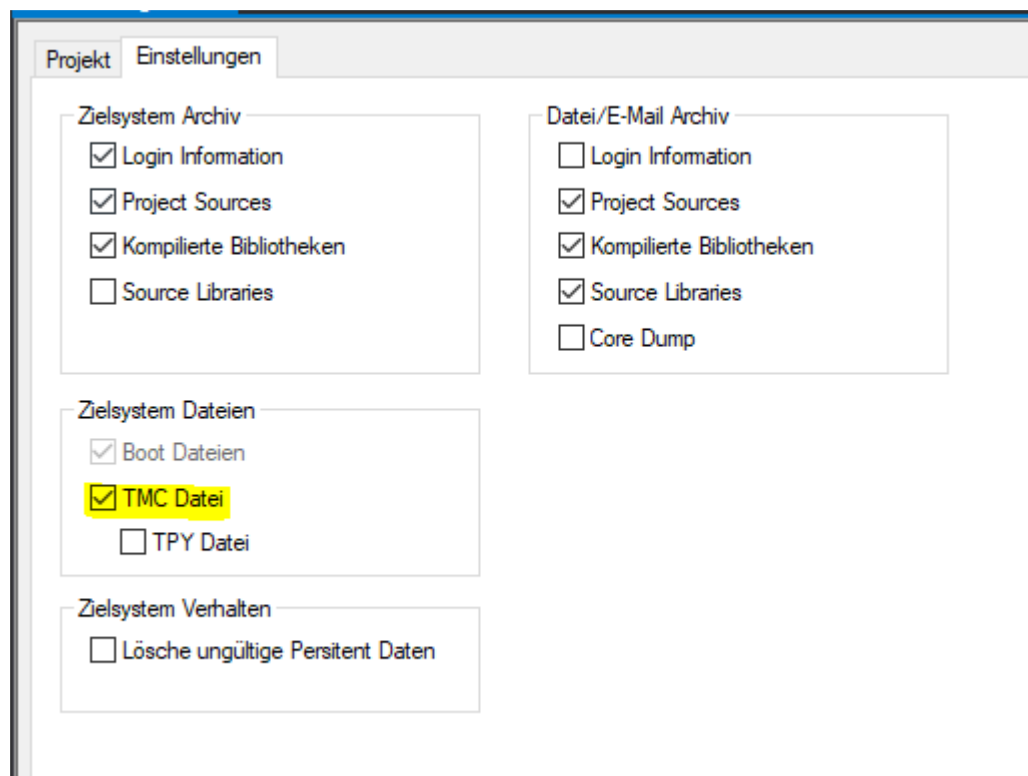 Projekt
Einstellungen
Zielsystem Archiv
Login Information
Project Sources
Kompilierte Bibliotheken
Source Libraries
Datei/E-Mail Archiv
Login Information
Project Sources
Kompilierte Bibliotheken
Source Libraries
Core Dump
Zielsystem Dateien
Boot Dateien
TMC Datei
TPY Datei
Zielsystem Verhalten
Lösche ungültige Persitent Daten